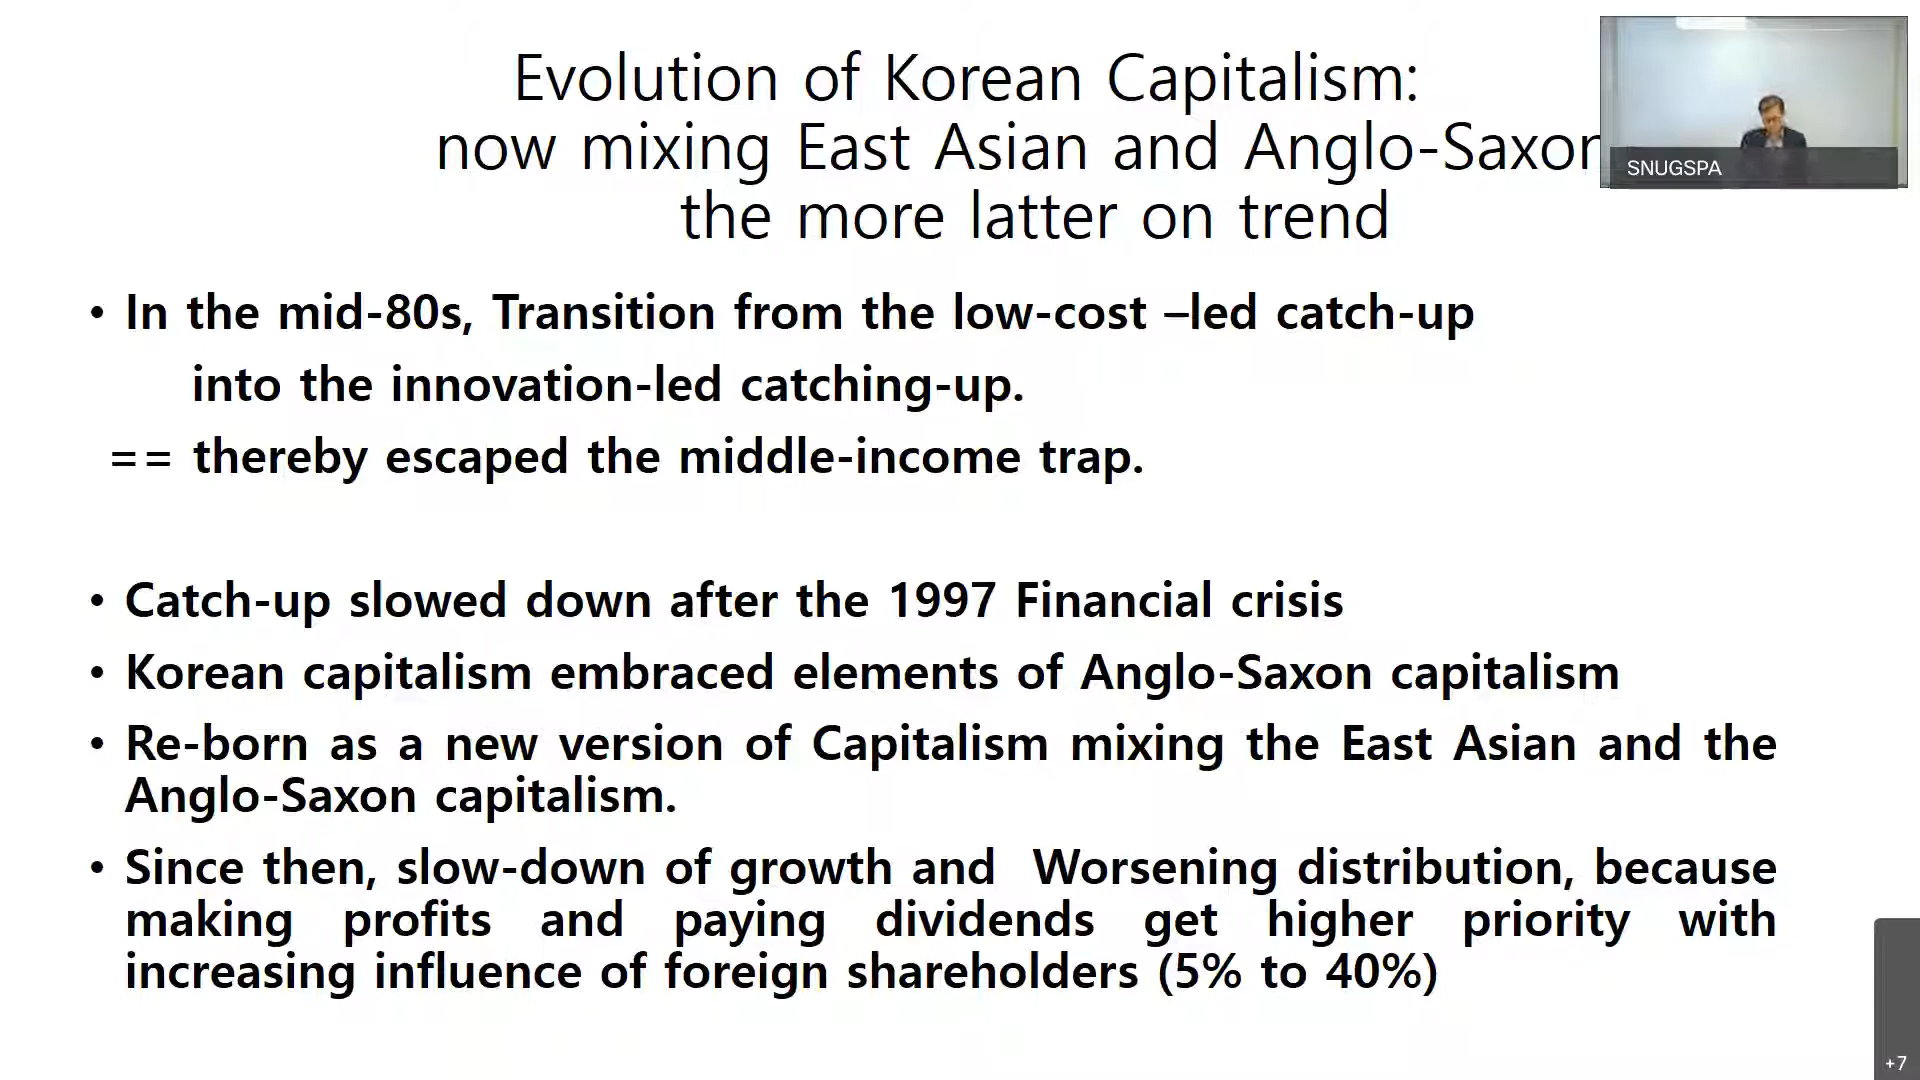 Evolution of Korean Capitalism:
now mixing East Asian and Anglo-Saxon
the more latter on trend
SNUGSPA
• In the mid-80s, Transition from the low-cost –led catch-up
into the innovation-led catching-up.
== thereby escaped the middle-income trap.
• Catch-up slowed down after the 1997 Financial crisis
• Korean capitalism embraced elements of Anglo-Saxon capitalism
• Re-born as a new version of Capitalism mixing the East Asian and the
Anglo-Saxon capitalism.
• Since then, slow-down of growth and Worsening distribution, because
making profits and paying dividends get higher priority with
increasing influence of foreign shareholders (5% to 40%)
+7